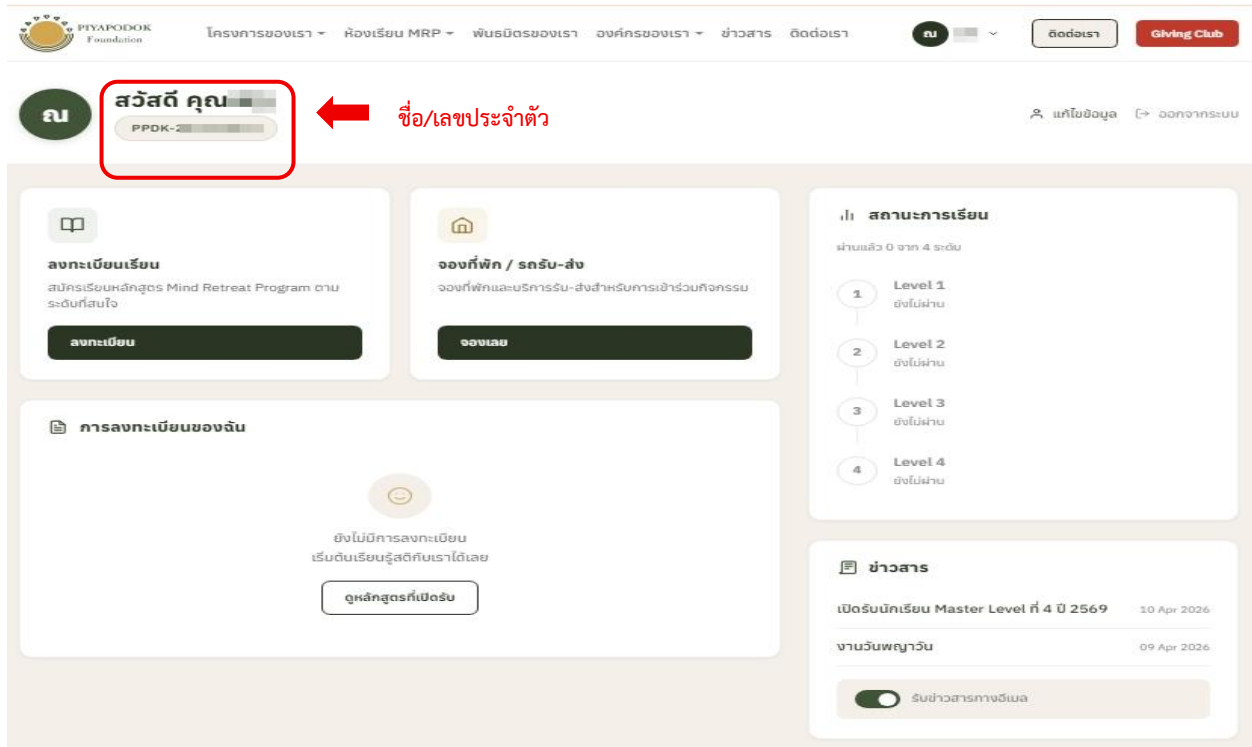 PIYAPODOK
Foundation
โครงการของเรา
ห้องเรียน MRP
พันธมิตรของเรา
องค์กรของเรา
ข่าวสาร
ติดต่อเรา
ณ
ติดต่อเรา
Giving Club
ณ
สวัสดี คุณ
PPDK-2
ชื่อ/เลขประจำตัว
แก้ไขข้อมูล
ออกจากระบบ
ลงทะเบียนเรียน
สมัครเรียนหลักสูตร Mind Retreat Program ตาม
ระดับที่สนใจ
ลงทะเบียน
จองที่พัก / รถรับ-ส่ง
จองที่พักและบริการรับ-ส่งสำหรับการเข้าร่วมกิจกรรม
จองเลย
การลงทะเบียนของฉัน
ยังไม่มีการลงทะเบียน
เริ่มต้นเรียนรู้สติกับเราได้เลย
ดูหลักสูตรที่เปิดรับ
สถานะการเรียน
ผ่านแล้ว 0 จาก 4 ระดับ
1
Level 1
ยังไม่ผ่าน
2
Level 2
ยังไม่ผ่าน
3
Level 3
ยังไม่ผ่าน
4
Level 4
ยังไม่ผ่าน
ข่าวสาร
เปิดรับนักเรียน Master Level ที่ 4 ปี 2569 10 Apr 2026
งานวันพญาวัน 09 Apr 2026
รับข่าวสารทางอีเมล